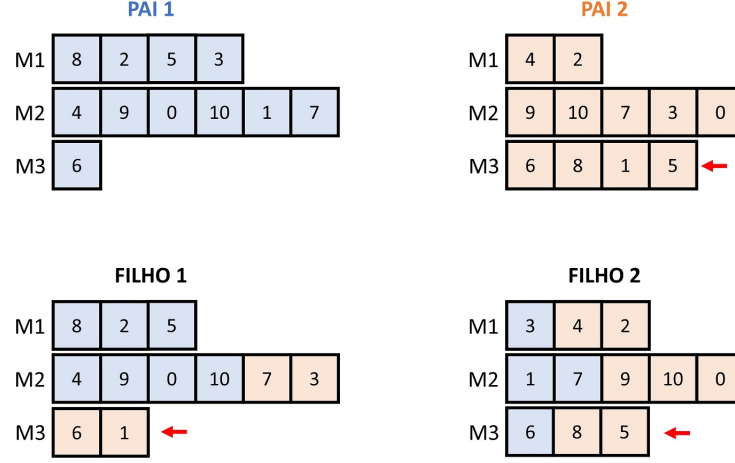 PAI 1
M1 8 2 5 3
M2 4 9 0 10 1 7
M3 6
PAI 2
M1 4 2
M2 9 10 7 3 0
M3 6 8 1 5
FILHO 1
M1 8 2 5
M2 4 9 0 10 7 3
M3 6 1
FILHO 2
M1 3 4 2
M2 1 7 9 10 0
M3 6 8 5